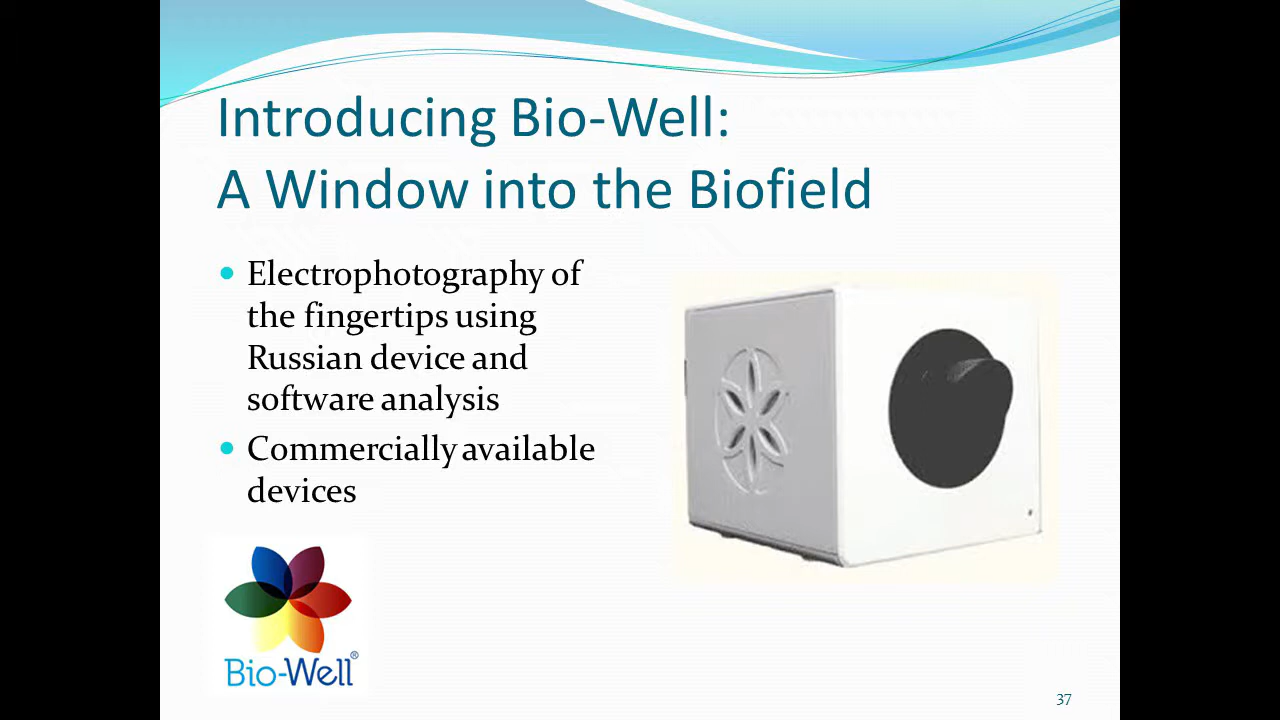 Introducing Bio-Well:
A Window into the Biofield
Electrophotography of
the fingertips using
Russian device and
software analysis
Commercially available
devices
Bio-Well®
37